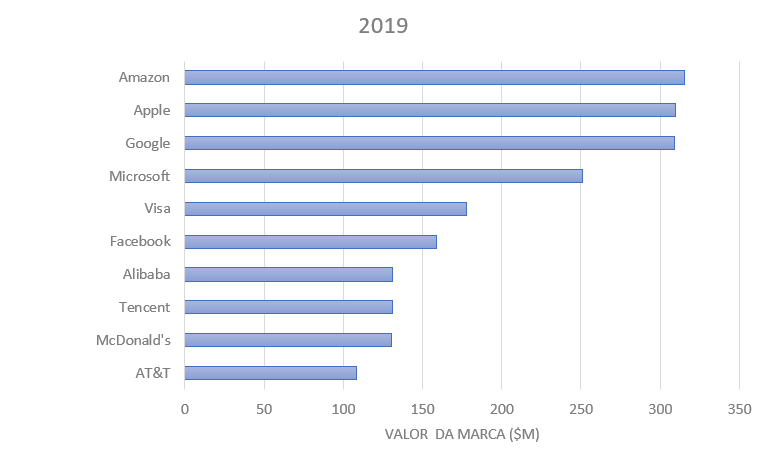 2019
Amazon
Apple
Google
Microsoft
Visa
Facebook
Alibaba
Tencent
McDonald's
AT&T
0 50 100 150 200 250 300 350
VALOR DA MARCA ($M)